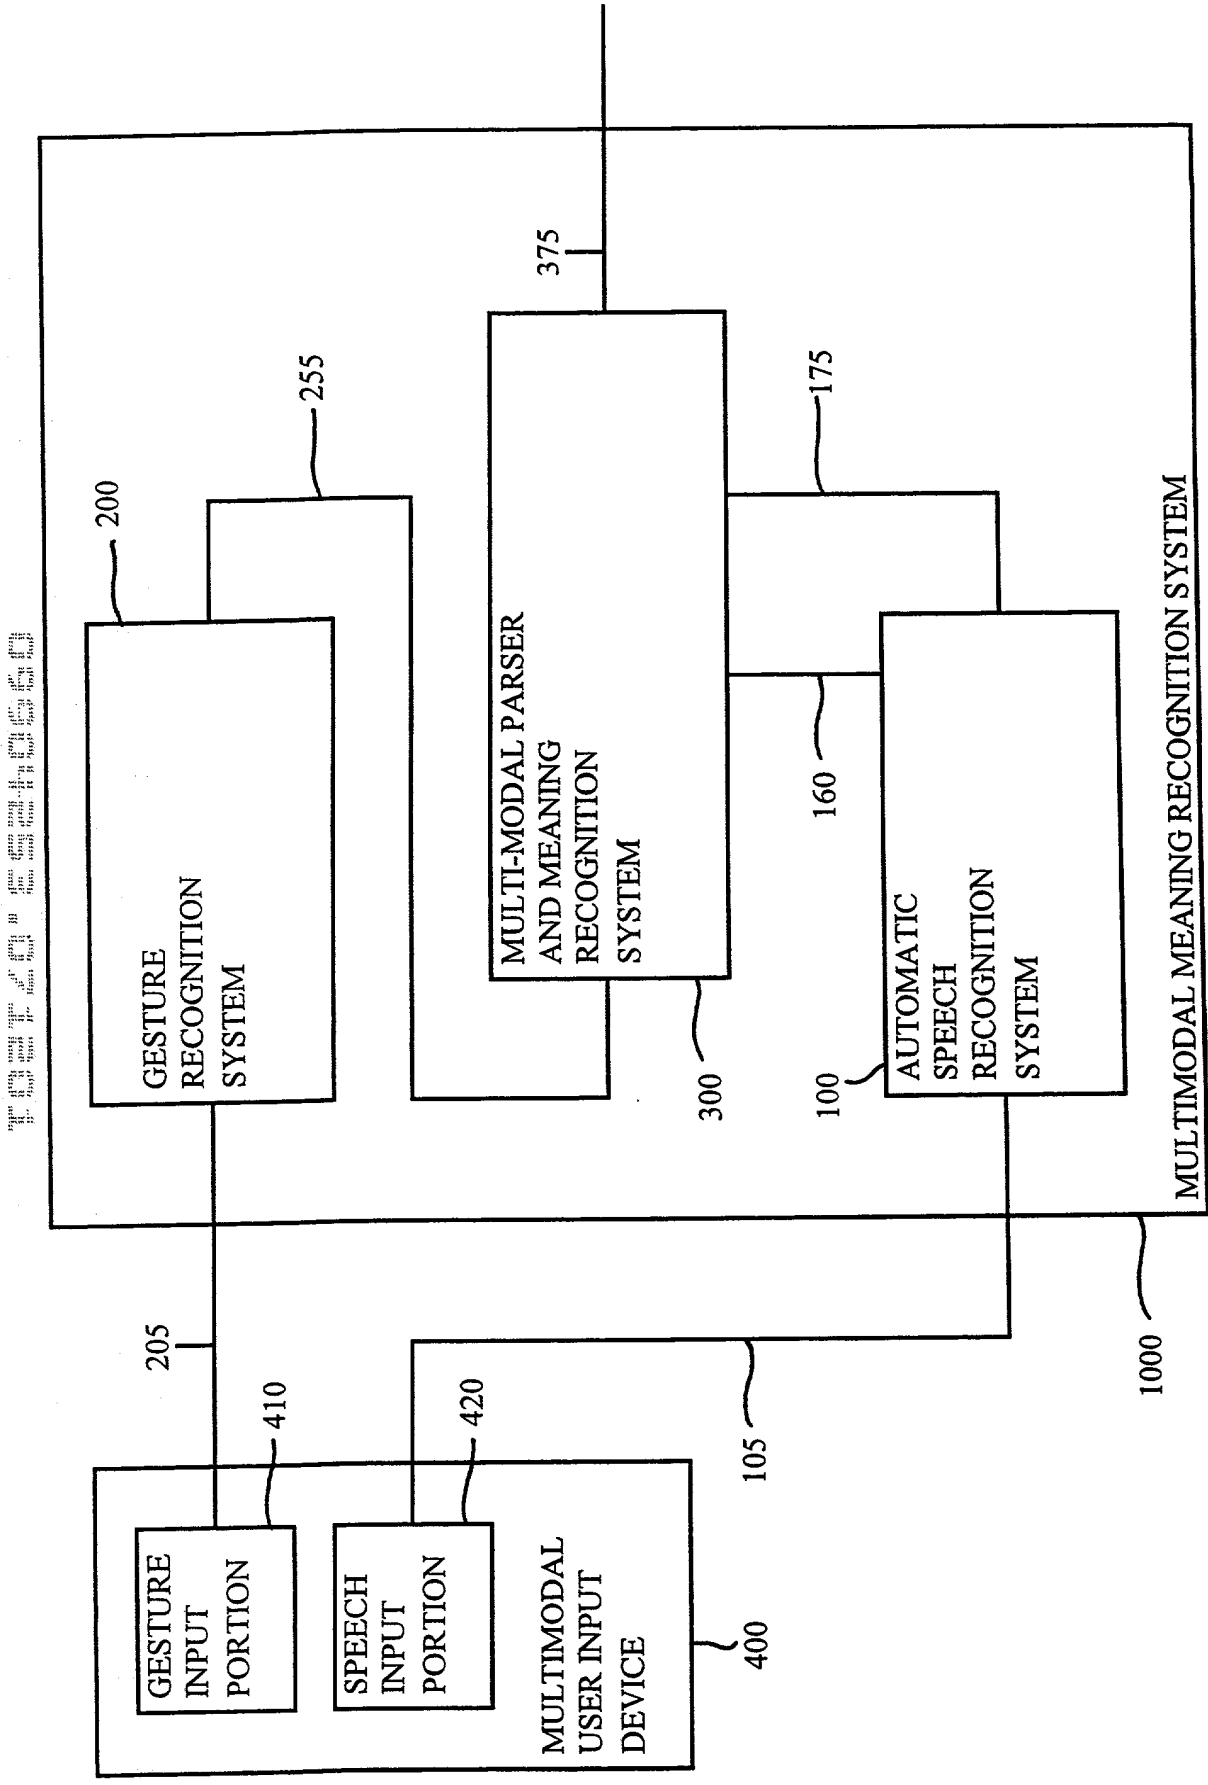 GESTURE
INPUT
PORTION
410
SPEECH
INPUT
PORTION
420
MULTIMODAL
USER INPUT
DEVICE
400
205
105
GESTURE
RECOGNITION
SYSTEM
200
255
MULTI-MODAL PARSER
AND MEANING
RECOGNITION
SYSTEM
300
375
160
175
AUTOMATIC
SPEECH
RECOGNITION
SYSTEM
100
MULTIMODAL MEANING RECOGNITION SYSTEM
1000